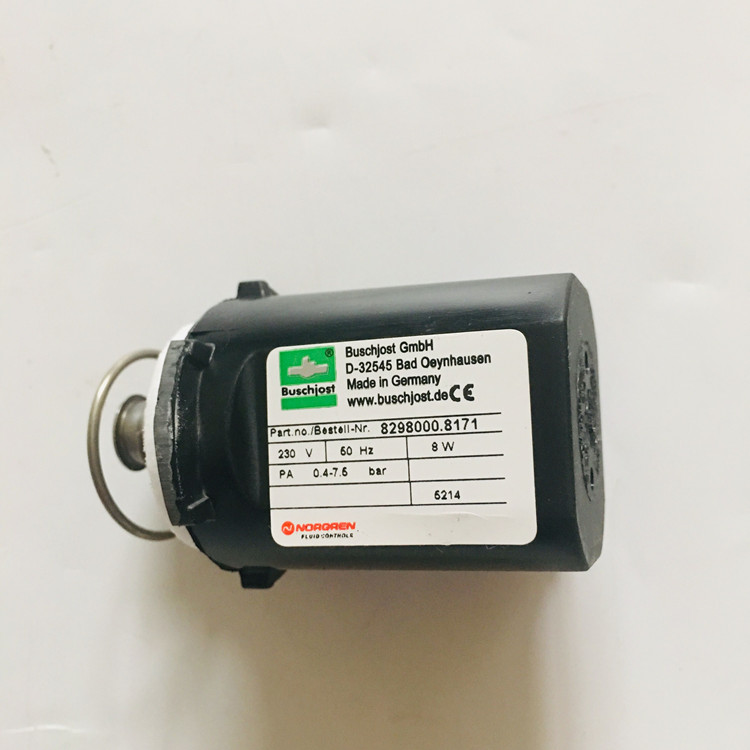 ®
Buschjost
Buschjost GmbH
D-32545 Bad Oeynhausen
Made in Germany
www.buschjost.de CE
Part.no./Bestell-Nr. 8298000.8171
230 V 50 Hz 8 W
PA 0.4-7.5 bar
5214
NORGREN
FLUID CONTROLS